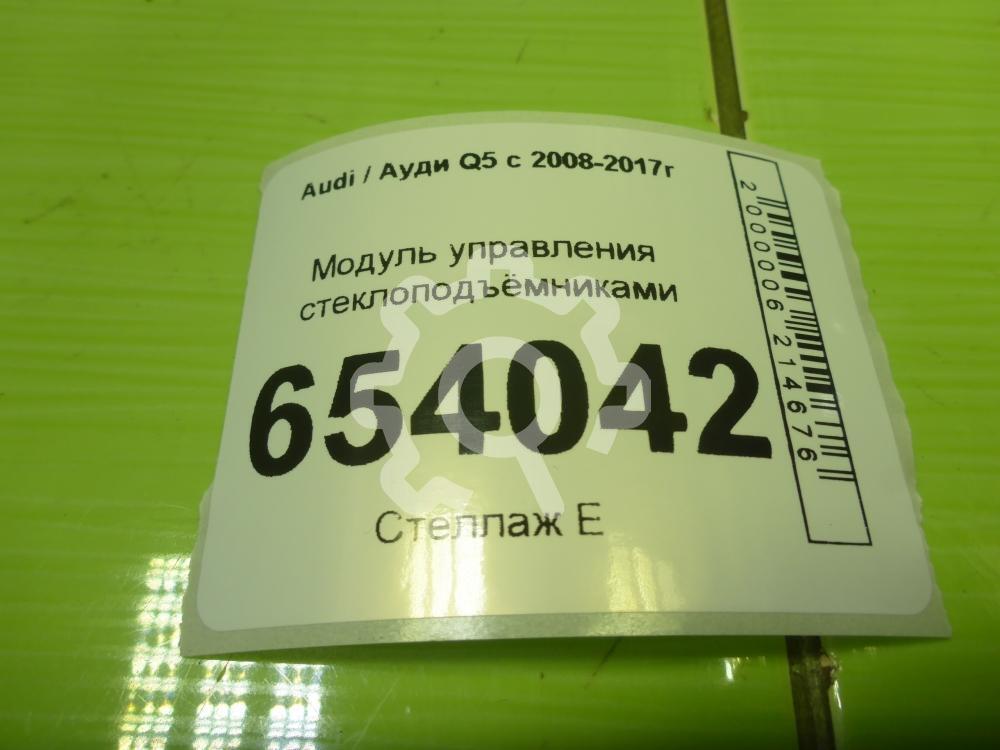 Audi / Ауди Q5 с 2008-2017г
Модуль управления
стеклоподъёмниками
654042
Стеллаж Е
2000006214676